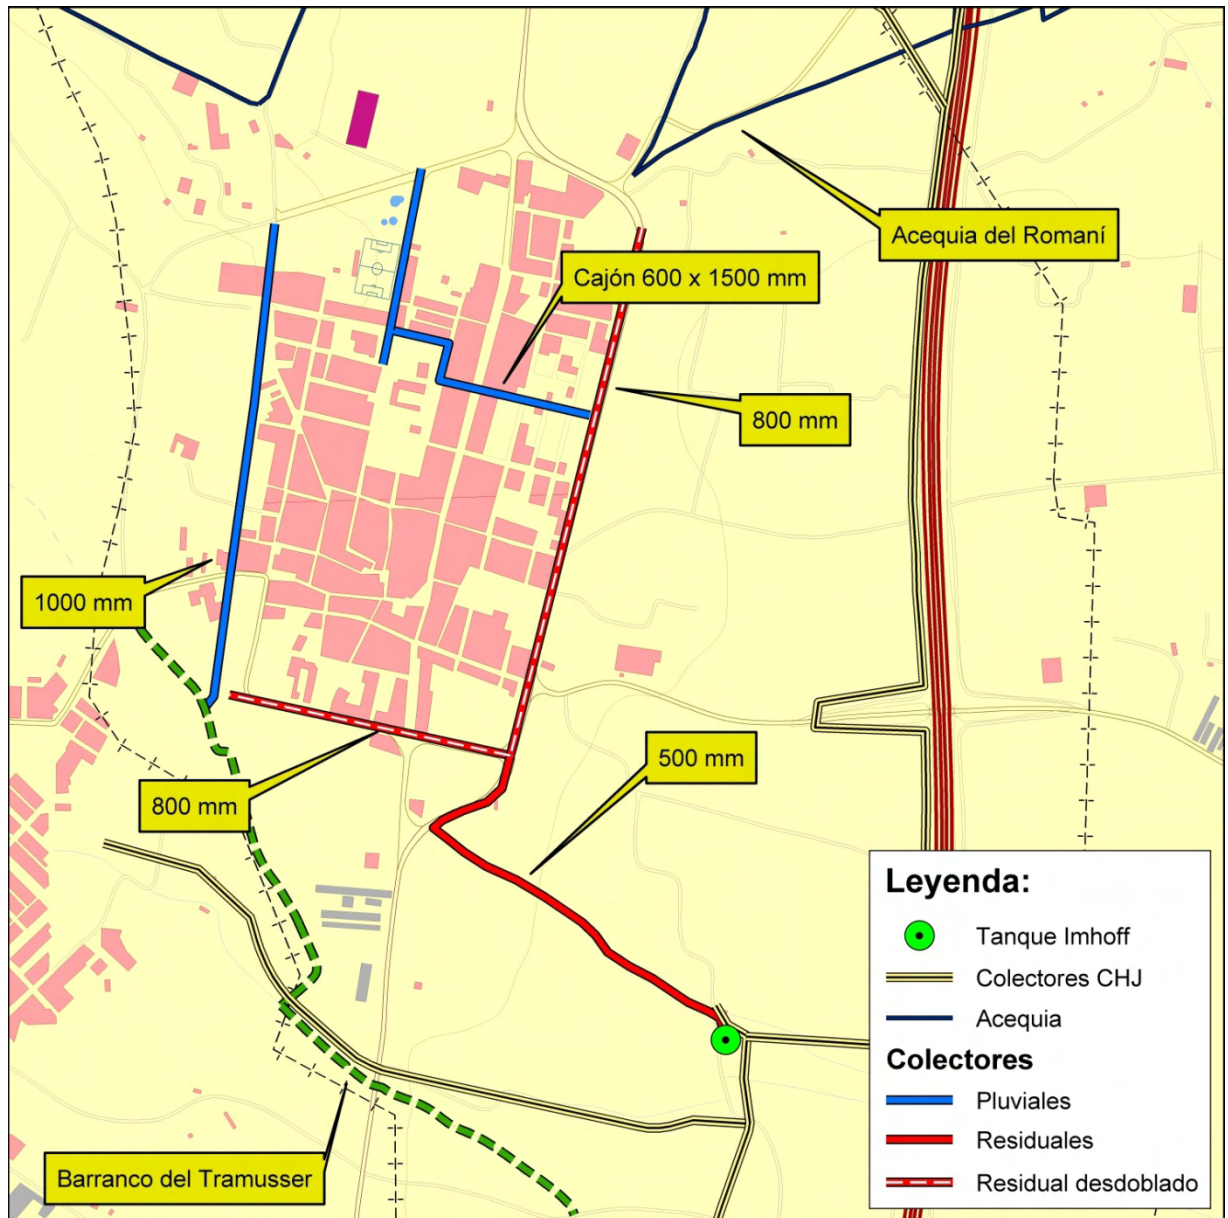 Acequia del Romaní
Cajón 600 x 1500 mm
800 mm
1000 mm
500 mm
800 mm
Barranco del Tramusser
Leyenda:
Tanque Imhoff
Colectores CHJ
Acequia
Colectores
Pluviales
Residuales
Residual desdoblado